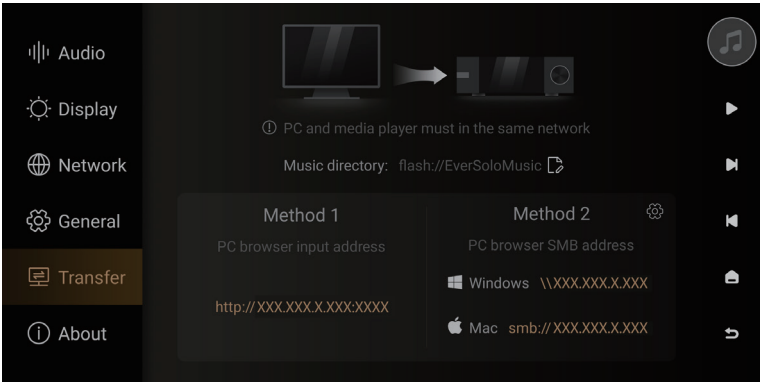 Audio
Display
Network
General
Transfer
About
PC and media player must in the same network
Music directory: flash://EverSoloMusic
Method 1
PC browser input address
http://XXX.XXX.X.XXX:XXXX
Method 2
PC browser SMB address
Windows \\XXX.XXX.X.XXX
Mac smb://XXX.XXX.X.XXX